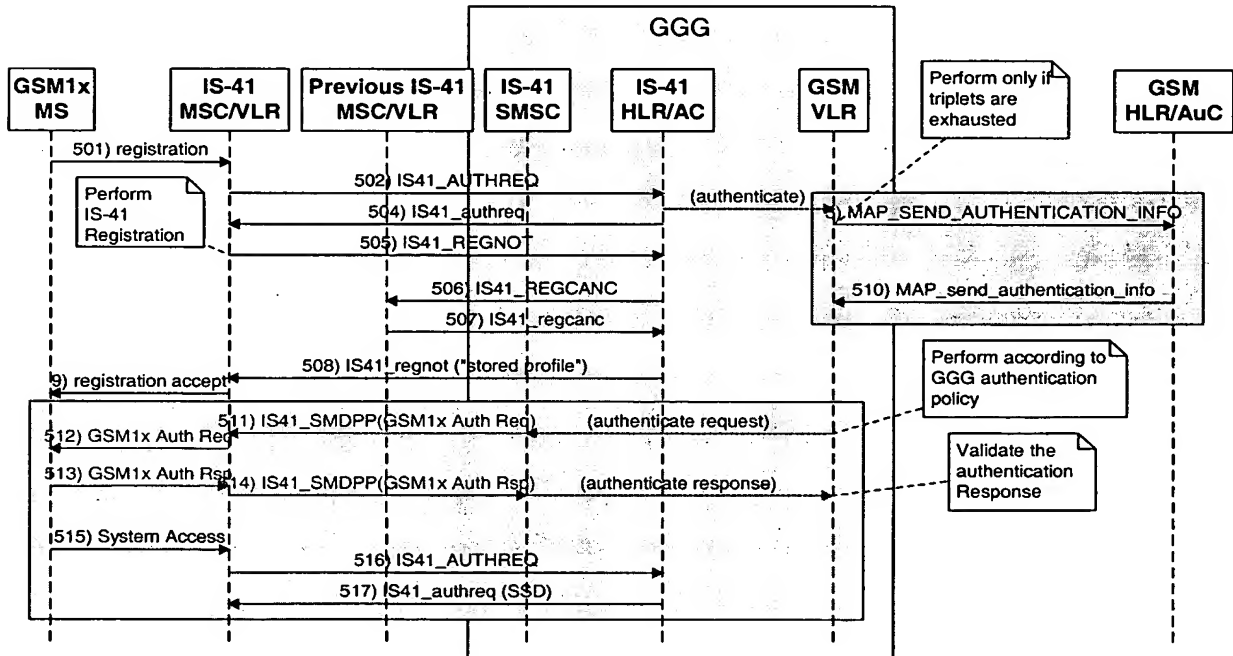 GGG
GSM1x
MS
IS-41
MSC/VLR
Previous IS-41
MSC/VLR
IS-41
SMSC
IS-41
HLR/AC
GSM
VLR
Perform only if
triplets are
exhausted
GSM
HLR/AuC
501) registration
Perform
IS-41
Registration
502) IS41_AUTHREQ
(authenticate)
504) IS41_authreq
MAP_SEND_AUTHENTICATION_INFO
505) IS41_REGNOT
506) IS41_REGCANC
510) MAP_send_authentication_info
507) IS41_regcanc
508) IS41_regnot ("stored profile")
9) registration accept
Perform according to
GGG authentication
policy
511) IS41_SMDPP(GSM1x Auth Req)
(authenticate request)
512) GSM1x Auth Req
513) GSM1x Auth Rsp
14) IS41_SMDPP(GSM1x Auth Rsp)
(authenticate response)
Validate the
authentication
Response
515) System Access
516) IS41_AUTHREQ
517) IS41_authreq (SSD)